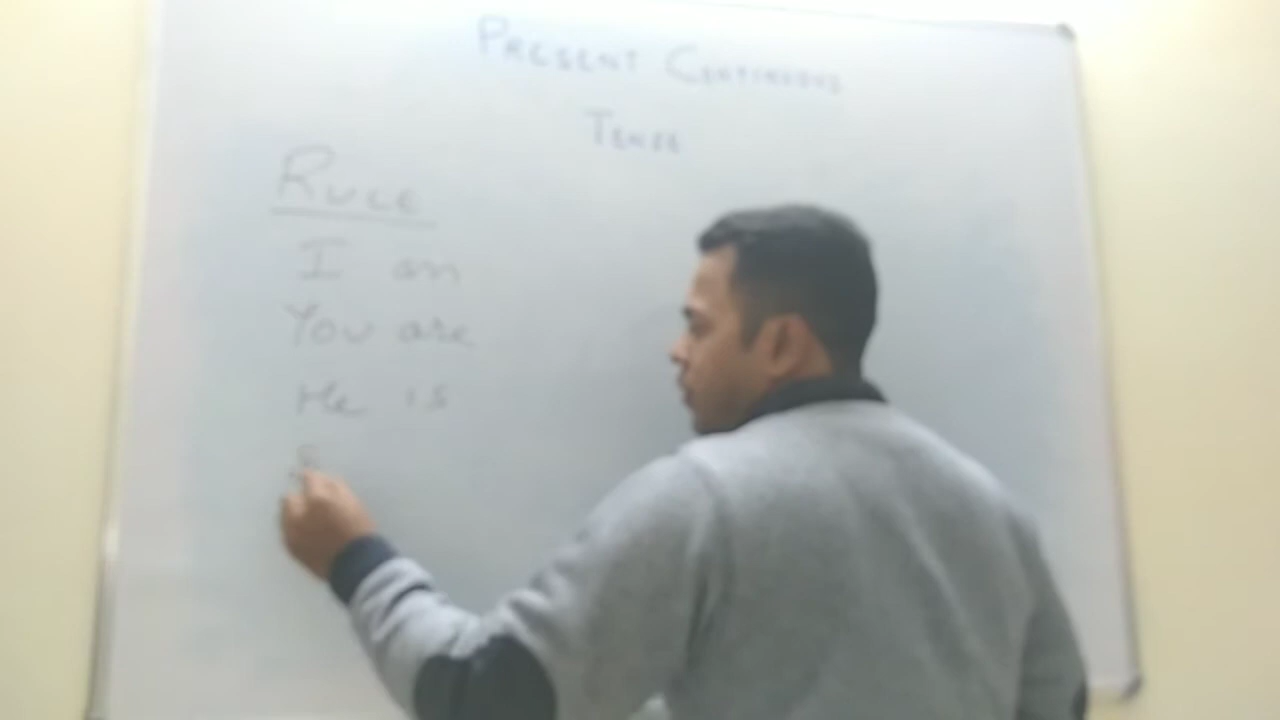 PRESENT CONTINUOUS
TENSE
RULE
I am
You are
He is
S